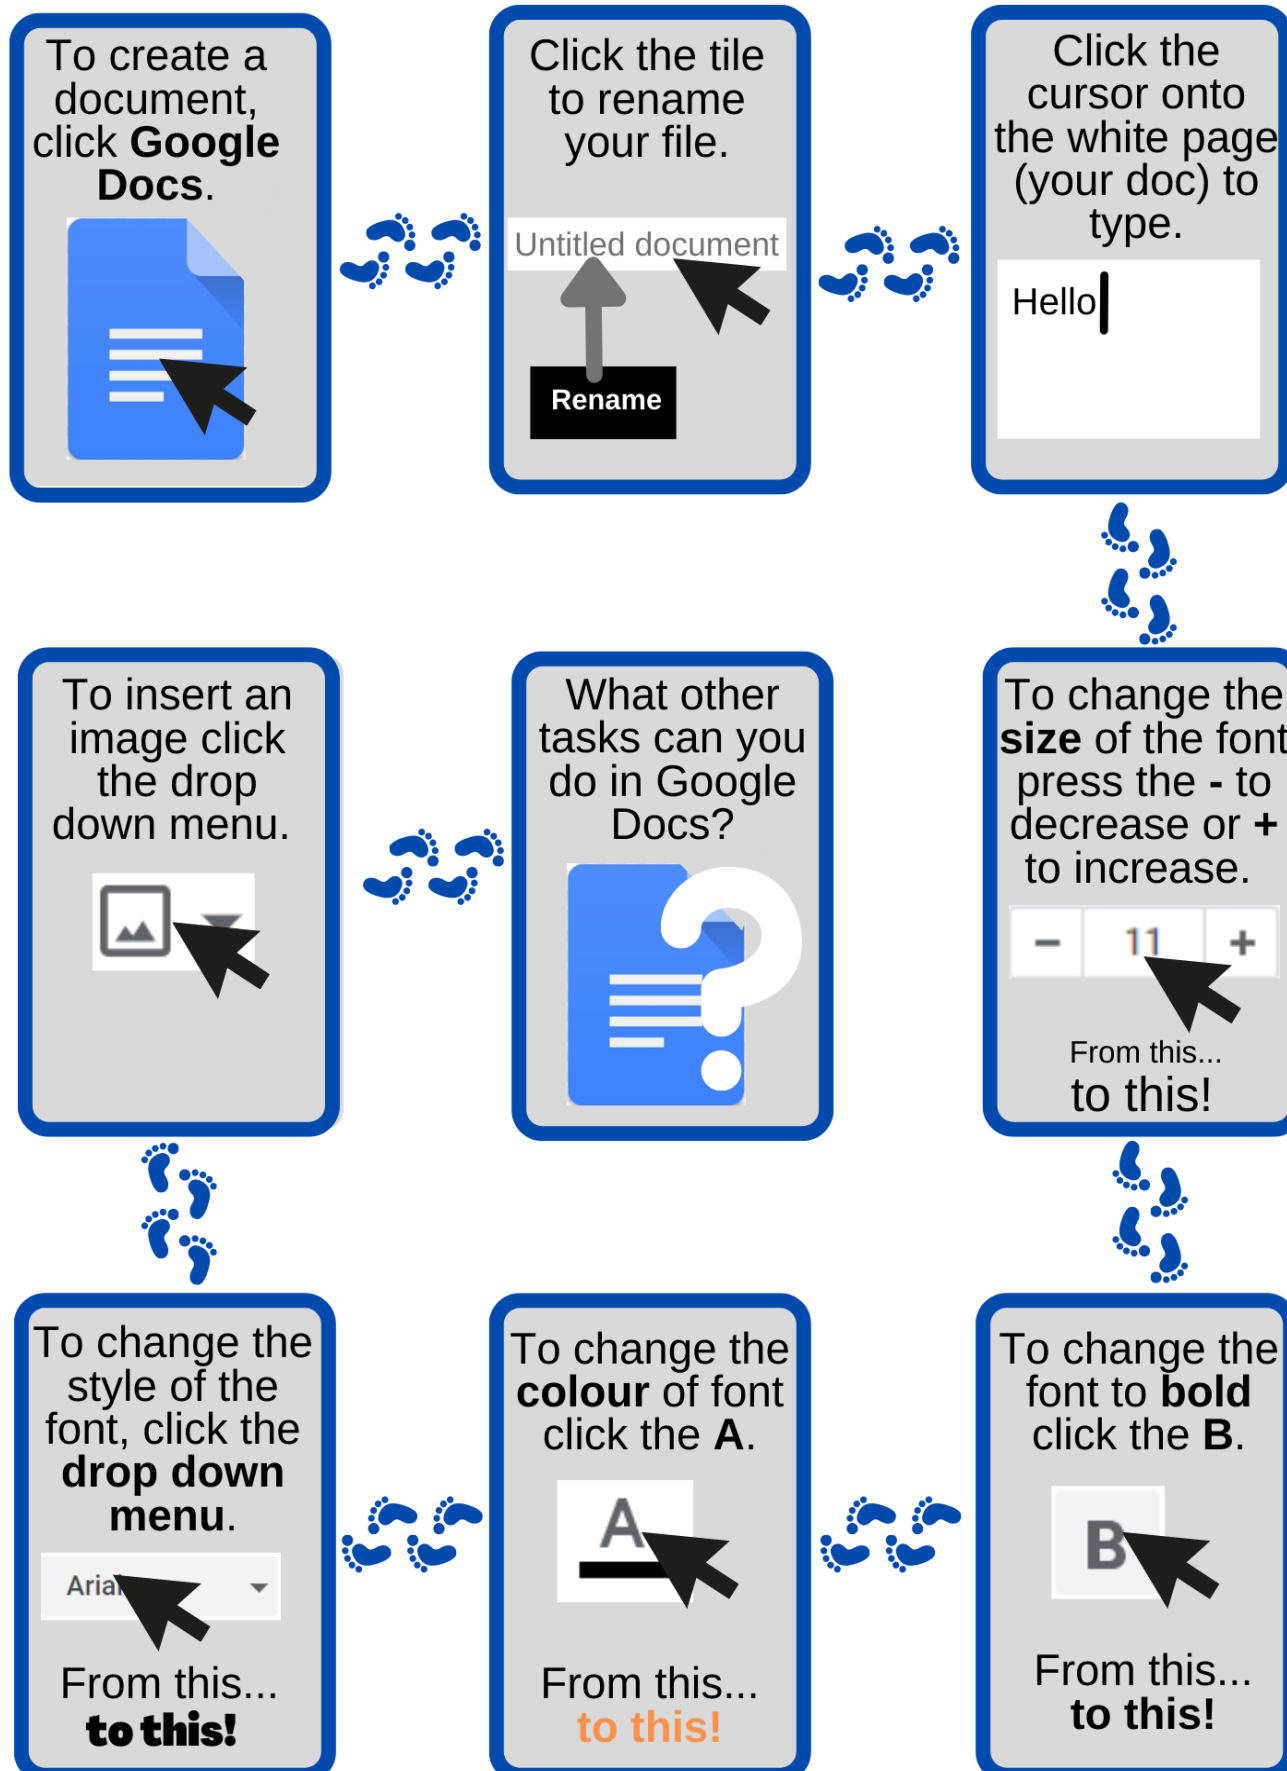 To create a
document,
click Google
Docs.
Click the tile
to rename
your file.
Untitled document
Rename
Click the
cursor onto
the white page
(your doc) to
type.
Hello
To change the
size of the font
press the - to
decrease or +
to increase.
- 11 +
From this...
to this!
To change the
font to bold
click the B.
B
From this...
to this!
To change the
colour of font
click the A.
A
From this...
to this!
To change the
style of the
font, click the
drop down
menu.
Arial
From this...
to this!
To insert an
image click
the drop
down menu.
What other
tasks can you
do in Google
Docs?
?